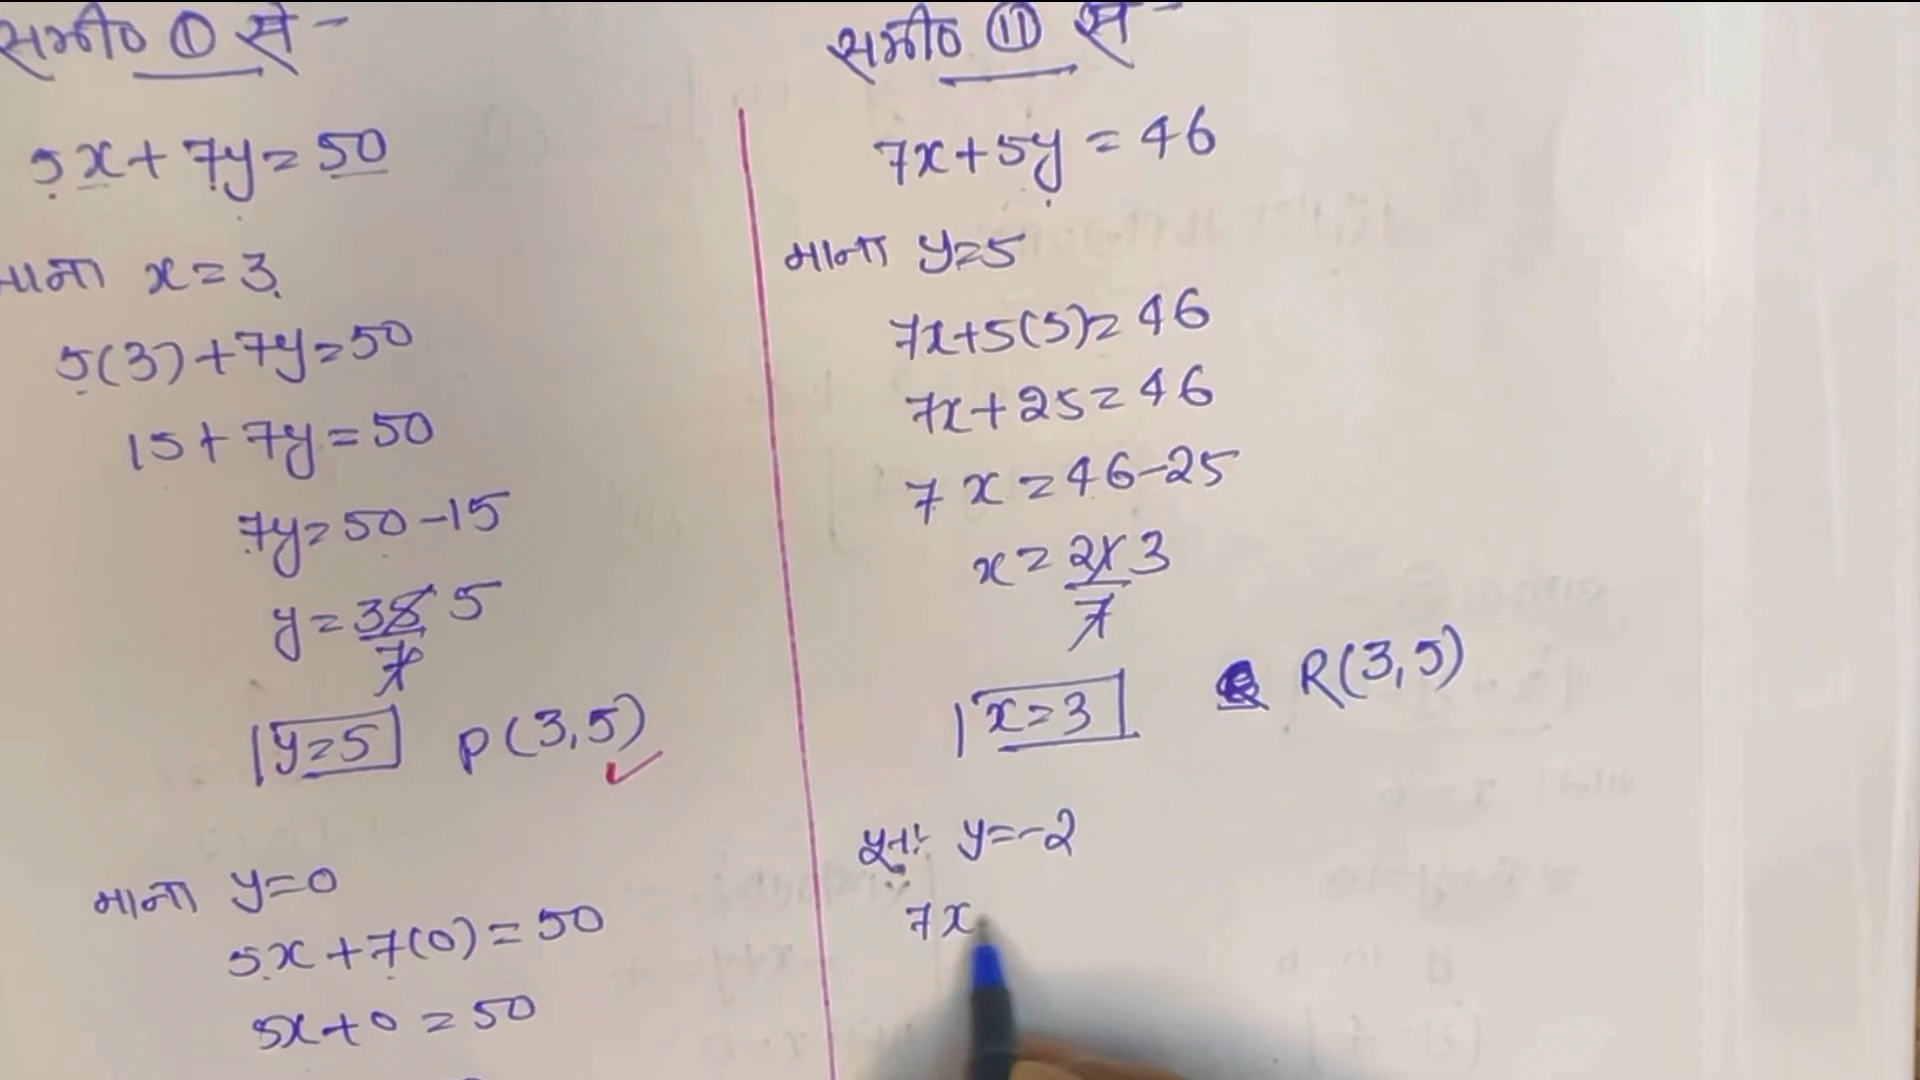 समी० ① से -
5x + 7y = 50
माना x = 3
5(3) + 7y = 50
15 + 7y = 50
7y = 50 - 15
y = 35/7 5
y = 5 P(3,5) ✓
माना y = 0
5x + 7(0) = 50
5x + 0 = 50
समी० ⑪ से -
7x + 5y = 46
माना y = 5
7x + 5(5) = 46
7x + 25 = 46
7x = 46 - 25
x = 21/7 3
x = 3 R(3,5)
पुनः y = -2
7x